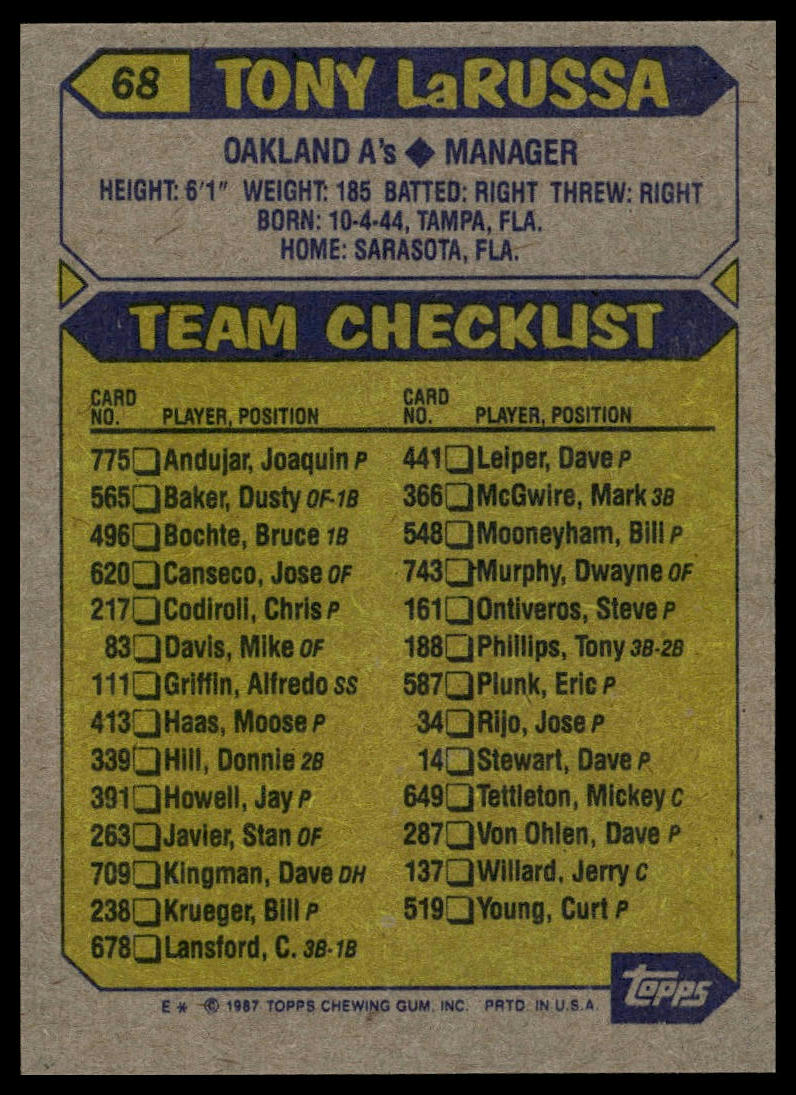 68 TONY LaRUSSA
OAKLAND A's ◆ MANAGER
HEIGHT: 6'1" WEIGHT: 185 BATTED: RIGHT THREW: RIGHT
BORN: 10-4-44, TAMPA, FLA.
HOME: SARASOTA, FLA.
TEAM CHECKLIST
CARD
NO. PLAYER, POSITION
775 Andujar, Joaquin P
565 Baker, Dusty OF-1B
496 Bochte, Bruce 1B
620 Canseco, Jose OF
217 Codiroli, Chris P
83 Davis, Mike OF
111 Griffin, Alfredo SS
413 Haas, Moose P
339 Hill, Donnie 2B
391 Howell, Jay P
263 Javier, Stan OF
709 Kingman, Dave DH
238 Krueger, Bill P
678 Lansford, C. 3B-1B
CARD
NO. PLAYER, POSITION
441 Leiper, Dave P
366 McGwire, Mark 3B
548 Mooneyham, Bill P
743 Murphy, Dwayne OF
161 Ontiveros, Steve P
188 Phillips, Tony 3B-2B
587 Plunk, Eric P
34 Rijo, Jose P
14 Stewart, Dave P
649 Tettleton, Mickey C
287 Von Ohlen, Dave P
137 Willard, Jerry C
519 Young, Curt P
topps
E * © 1987 TOPPS CHEWING GUM, INC. PRTD. IN U.S.A.